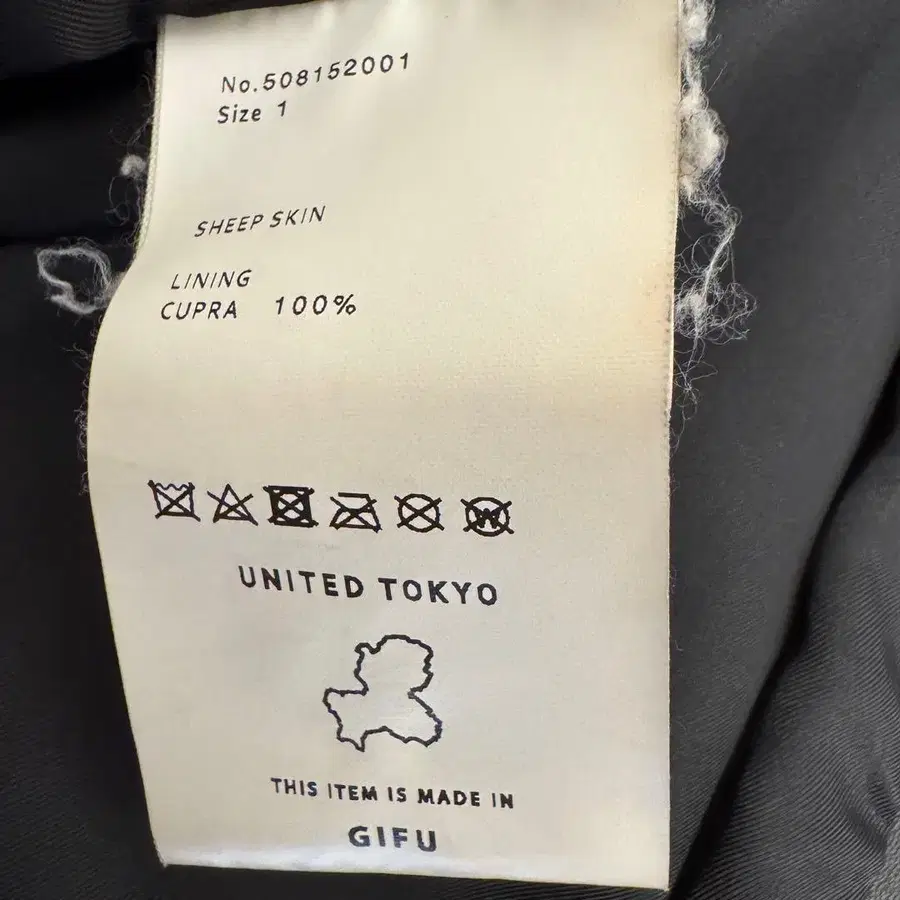 No.508152001
Size 1
SHEEP SKIN
LINING
CUPRA 100%
W
UNITED TOKYO
THIS ITEM IS MADE IN
GIFU